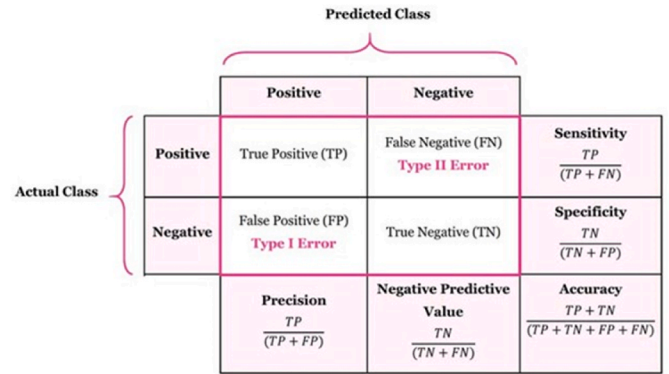 Predicted Class
Positive Negative
Actual Class
Positive
True Positive (TP)
False Negative (FN)
Type II Error
Sensitivity
TP
(TP + FN)
Negative
False Positive (FP)
Type I Error
True Negative (TN)
Specificity
TN
(TN + FP)
Precision
TP
(TP + FP)
Negative Predictive
Value
TN
(TN + FN)
Accuracy
TP + TN
(TP + TN + FP + FN)